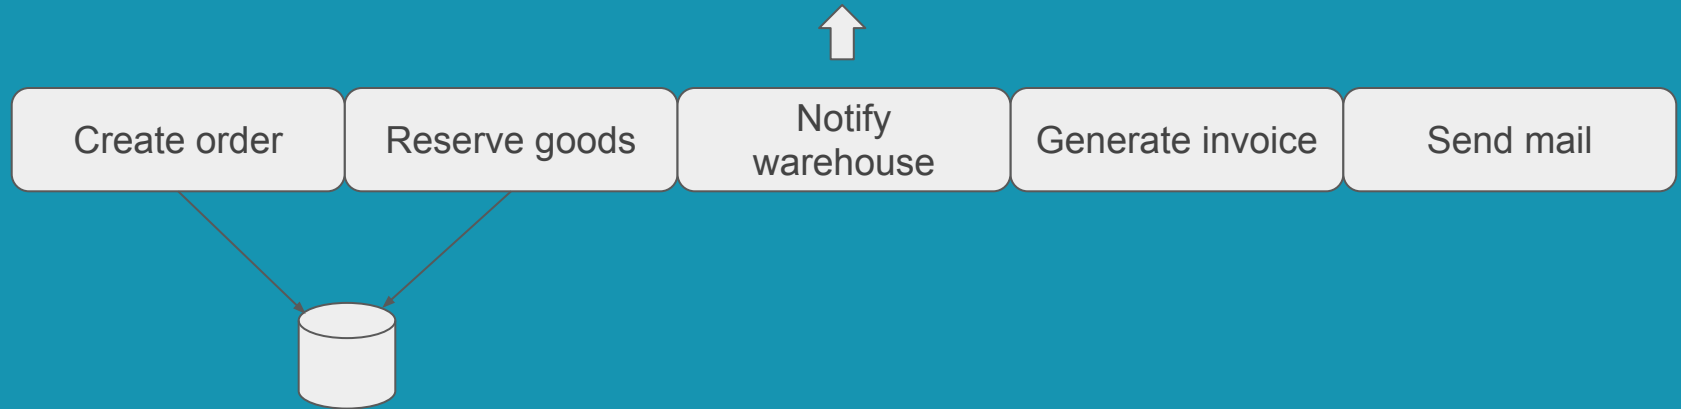 Create order
Reserve goods
Notify
warehouse
Generate invoice
Send mail